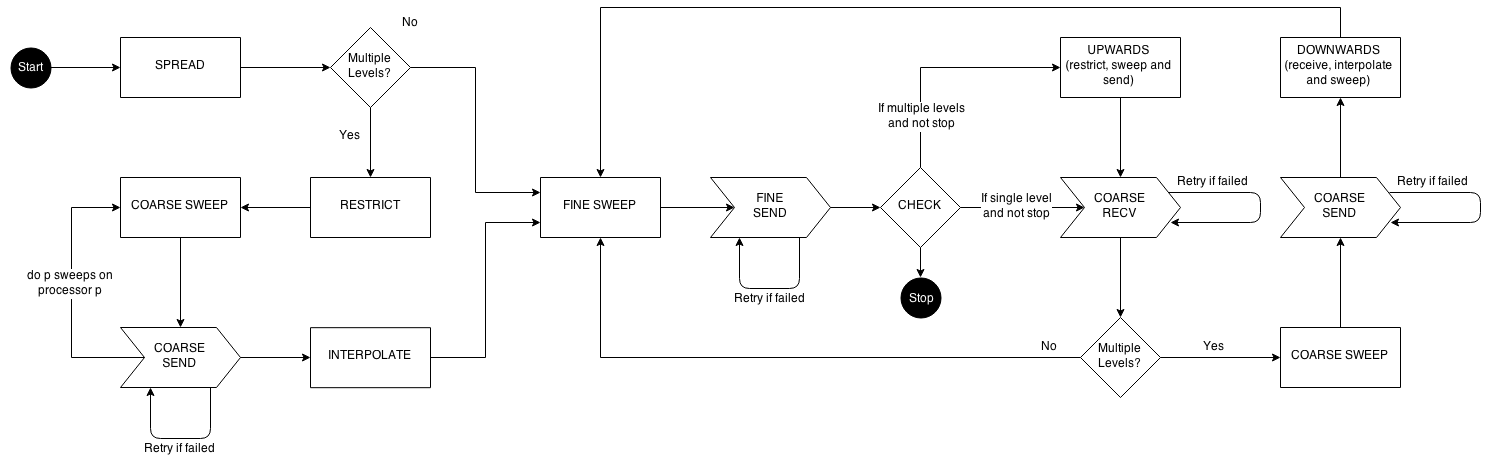 No
Start
SPREAD
Multiple
Levels?
UPWARDS
(restrict, sweep and
send)
DOWNWARDS
(receive, interpolate
and sweep)
If multiple levels
and not stop
Yes
COARSE SWEEP
RESTRICT
FINE SWEEP
FINE
SEND
CHECK
If single level
and not stop
COARSE
RECV
Retry if failed
COARSE
SEND
Retry if failed
do p sweeps on
processor p
Retry if failed
Stop
COARSE
SEND
INTERPOLATE
No
Multiple
Levels?
Yes
COARSE SWEEP
Retry if failed